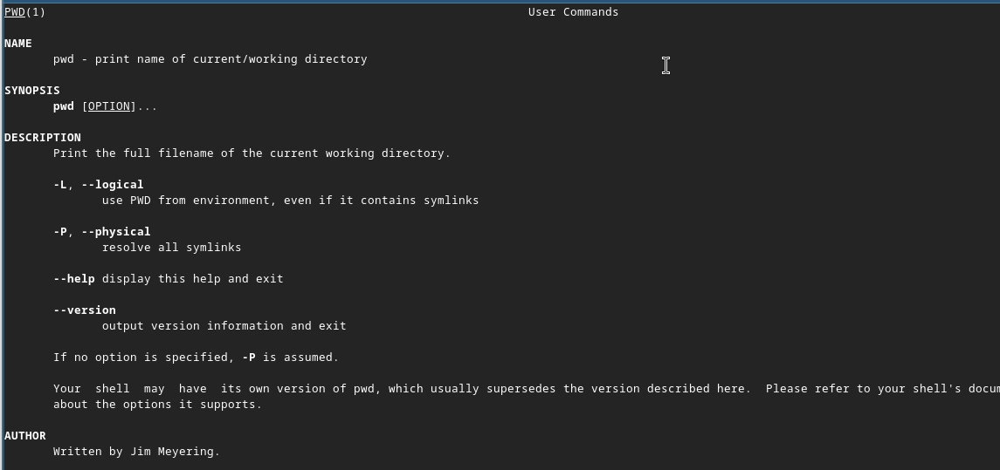 PWD(1) User Commands
NAME
pwd - print name of current/working directory
SYNOPSIS
pwd [OPTION]...
DESCRIPTION
Print the full filename of the current working directory.
-L, --logical
use PWD from environment, even if it contains symlinks
-P, --physical
resolve all symlinks
--help display this help and exit
--version
output version information and exit
If no option is specified, -P is assumed.
Your shell may have its own version of pwd, which usually supersedes the version described here. Please refer to your shell's docum
about the options it supports.
AUTHOR
Written by Jim Meyering.